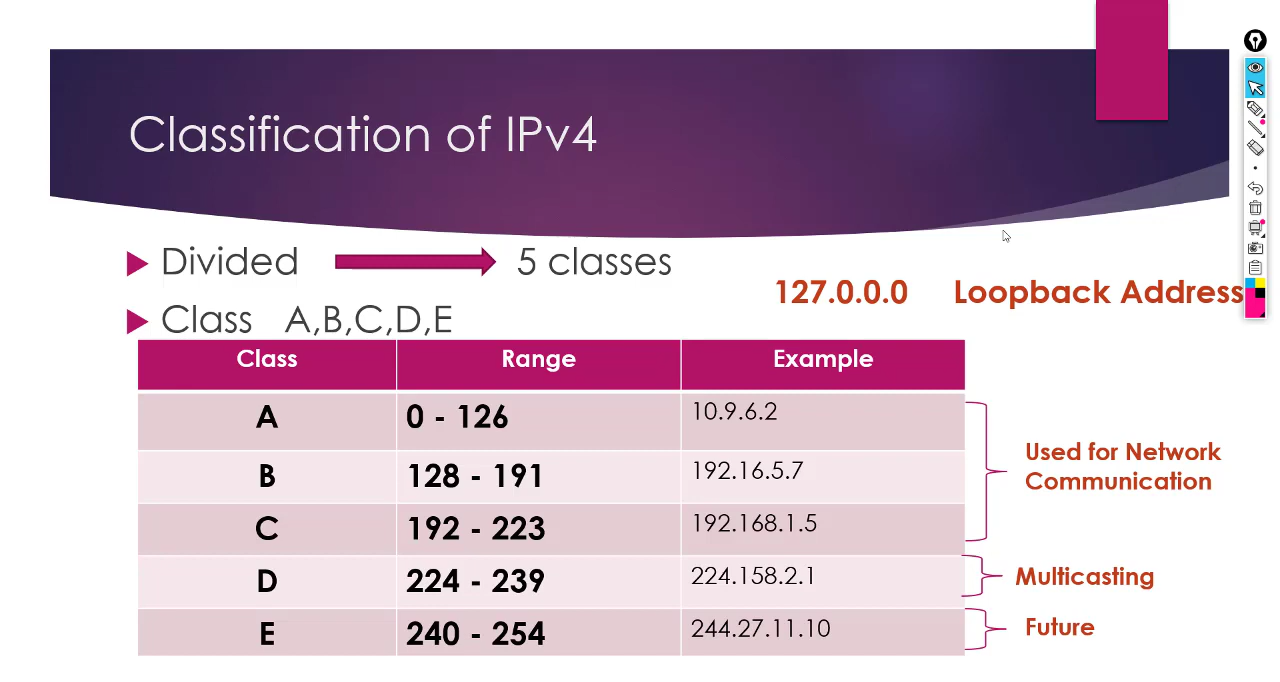 Classification of IPv4
Divided 5 classes
127.0.0.0 Loopback Address
Class A,B,C,D,E
Class Range Example
A 0 - 126 10.9.6.2
B 128 - 191 192.16.5.7
C 192 - 223 192.168.1.5
Used for Network
Communication
D 224 - 239 224.158.2.1
Multicasting
E 240 - 254 244.27.11.10
Future